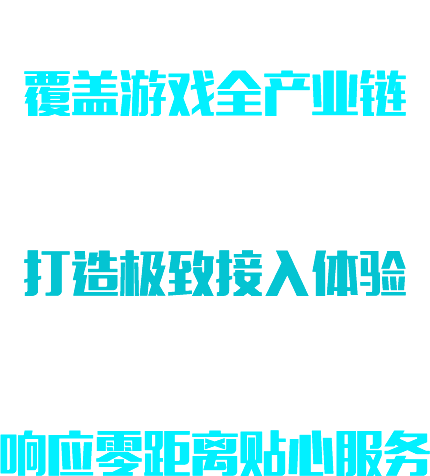 覆盖游戏全产业链
打造极致接入体验
响应零距离贴心服务